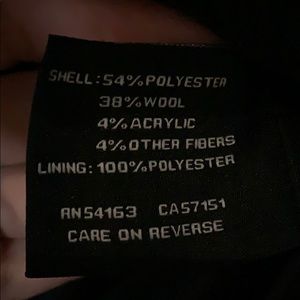 SHELL:54%POLYESTER
38%WOOL
4%ACRYLIC
4%OTHER FIBERS
LINING:100%POLYESTER
RN54163 CA57151
CARE ON REVERSE